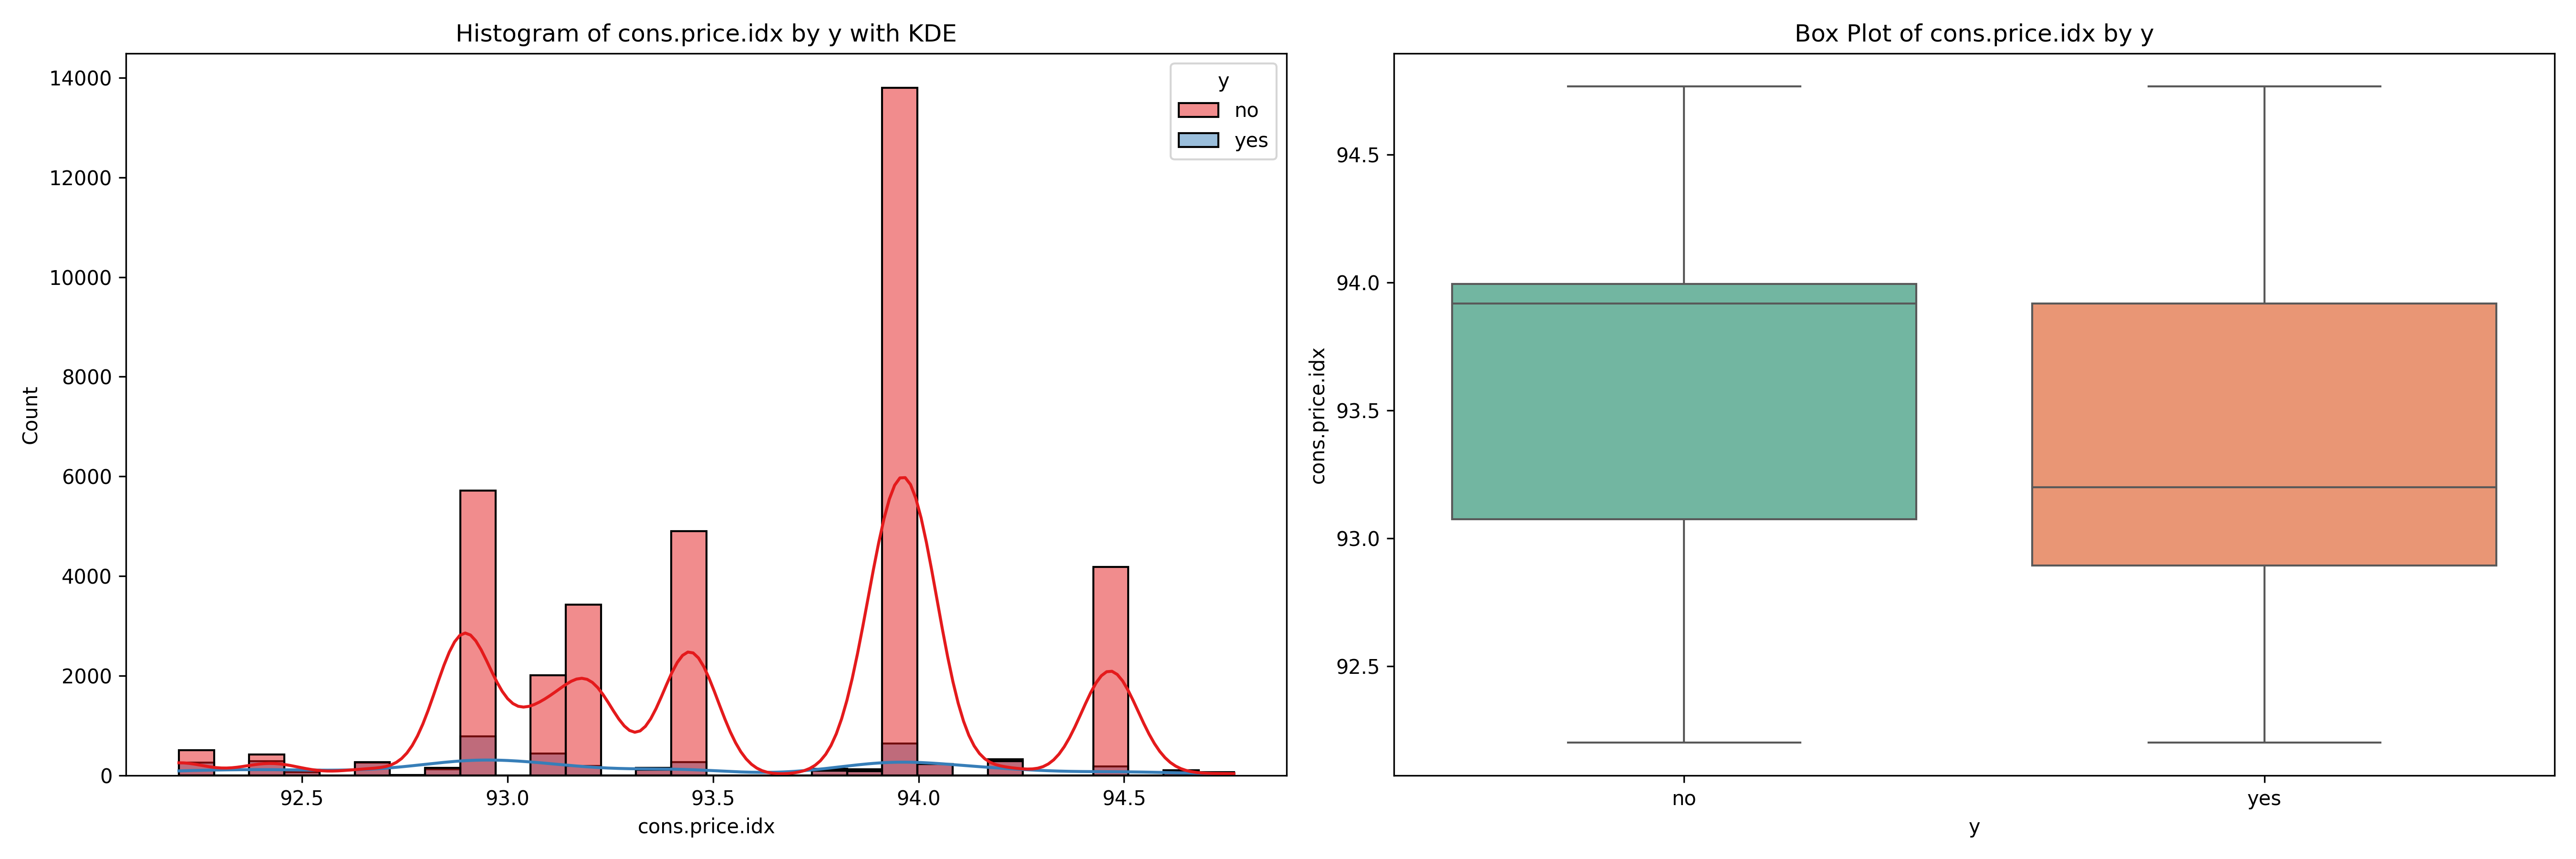 Histogram of cons.price.idx by y with KDE
14000
12000
10000
8000
6000
4000
2000
0
Count
92.5 93.0 93.5 94.0 94.5
cons.price.idx
y
no
yes
Box Plot of cons.price.idx by y
94.5
94.0
93.5
93.0
92.5
cons.price.idx
no yes
y